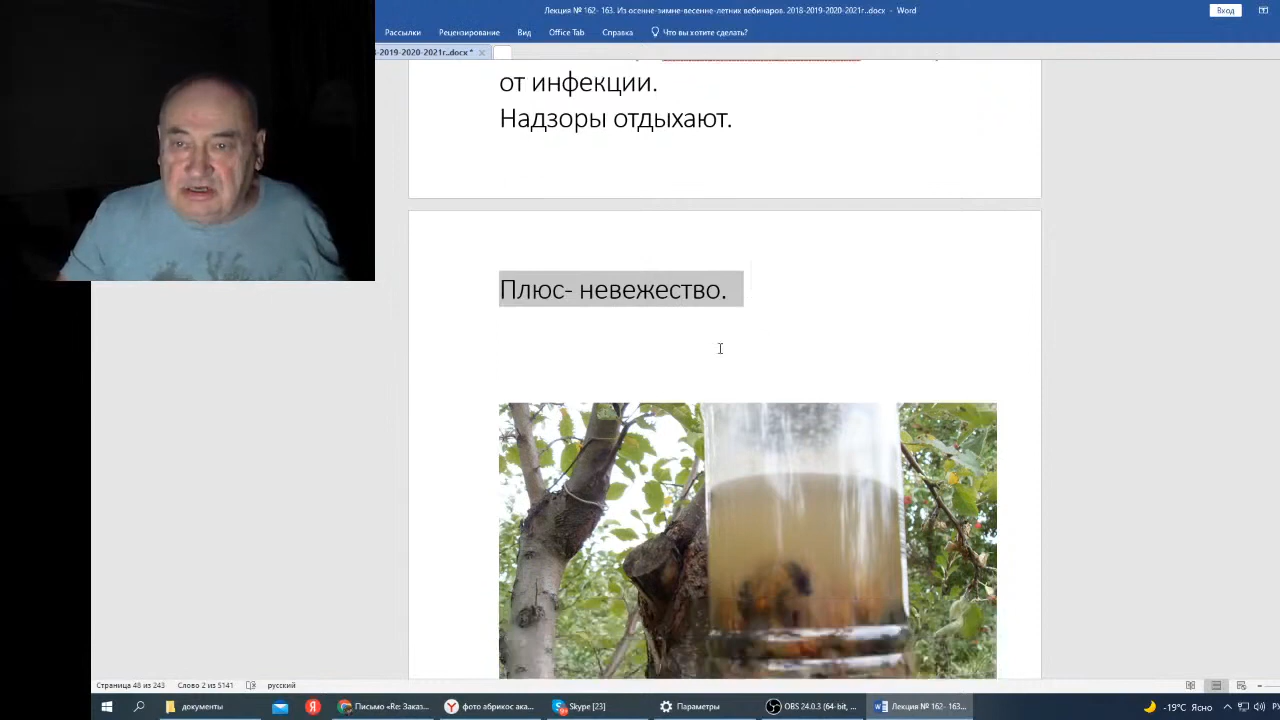 Лекция № 162- 163. Из осенне-зимне-весенне-летних вебинаров. 2018-2019-2020-2021г..docx - Word
Вход
Рассылки Рецензирование Вид Office Tab Справка Что вы хотите сделать?
-2019-2020-2021г..docx *
от инфекции.
Надзоры отдыхают.
Плюс- невежество.
Страница 48 из 243 Слово 2 из 5141 русский
документы Письмо «Re: Зака... фото абрикос ака... Skype [23] Параметры OBS 24.0.3 (64-bit, ... Лекция № 162- 163... -19°C Ясно